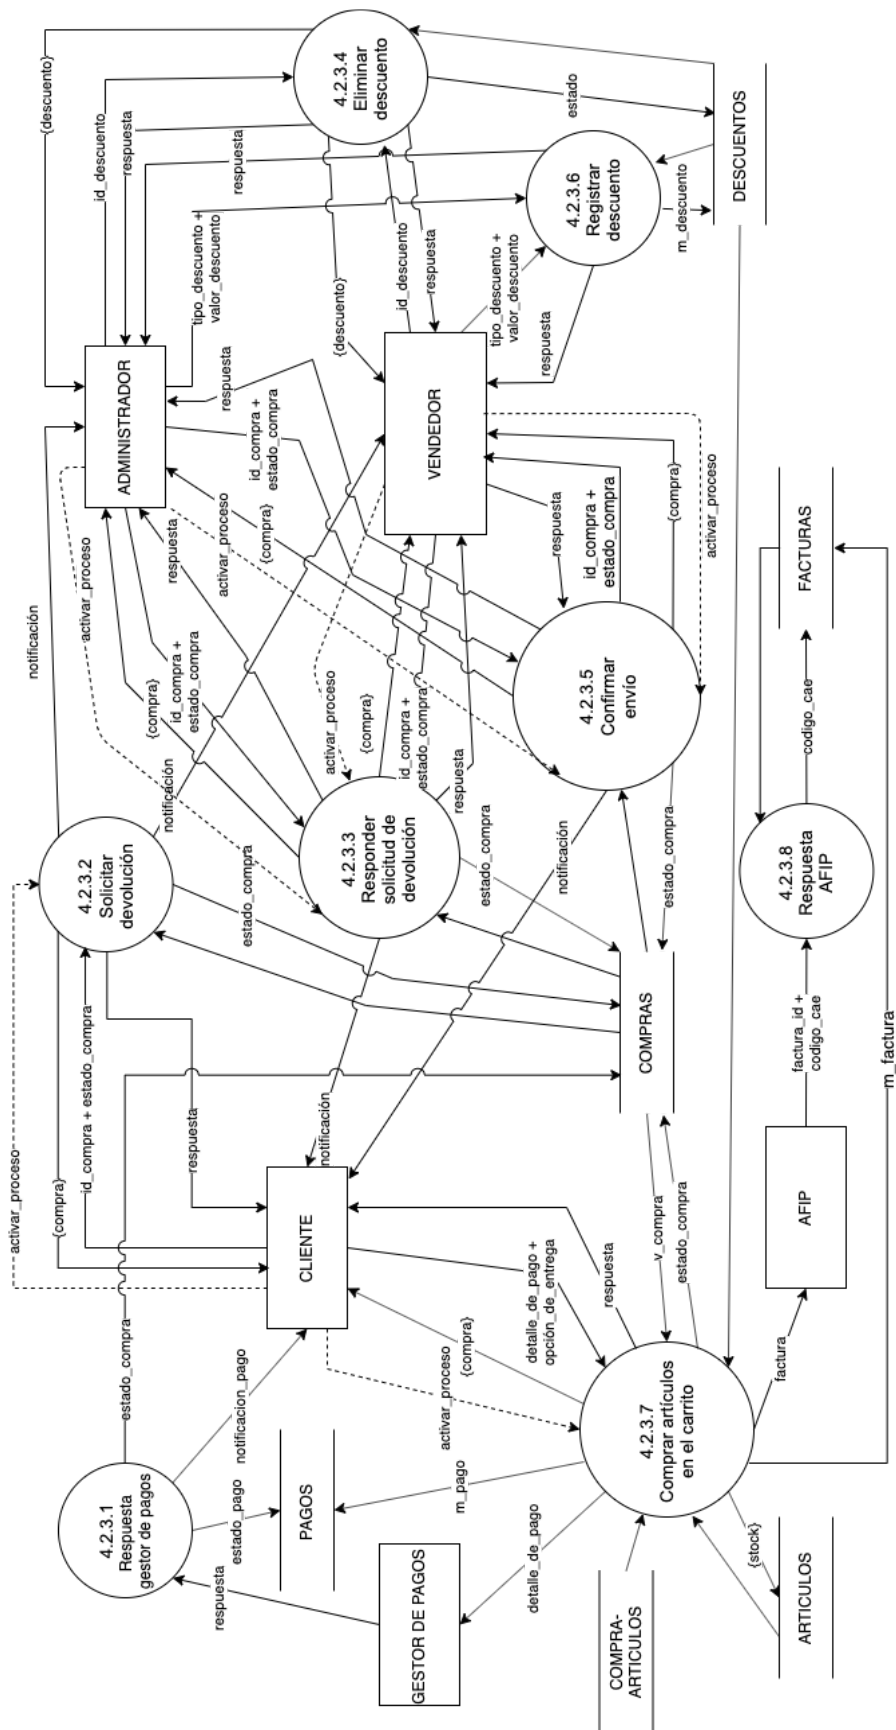 {descuento}
id_descuento
respuesta
respuesta
tipo_descuento +
valor_descuento
4.2.3.4
Eliminar
descuento
estado
4.2.3.6
Registrar
descuento
m_descuento
DESCUENTOS
{descuento}
id_descuento
respuesta
tipo_descuento +
valor_descuento
respuesta
ADMINISTRADOR
respuesta
id_compra +
estado_compra
{compra}
activar_proceso
respuesta
activar_proceso
notificación
VENDEDOR
respuesta
id_compra +
estado_compra
{compra}
activar_proceso
FACTURAS
{compra}
id_compra +
estado_compra
notificación
activar_proceso
{compra}
id_compra +
estado_compra
respuesta
4.2.3.5
Confirmar
envío
codigo_cae
4.2.3.2
Solicitar
devolución
4.2.3.3
Responder
solicitud de
devolución
estado_compra
estado_compra
notificación
estado_compra
4.2.3.8
Respuesta
AFIP
activar_proceso
{compra}
id_compra + estado_compra
respuesta
notificación
COMPRAS
factura_id +
codigo_cae
m_factura
CLIENTE
AFIP
estado_compra
notificacion_pago
activar_proceso
{compra}
detalle_de_pago +
opción_de_entrega
respuesta
v_compra
estado_compra
factura
4.2.3.1
Respuesta
gestor de pagos
estado_pago
PAGOS
m_pago
4.2.3.7
Comprar artículos
en el carrito
respuesta
GESTOR DE PAGOS
detalle_de_pago
COMPRA-
ARTICULOS
{stock}
ARTICULOS